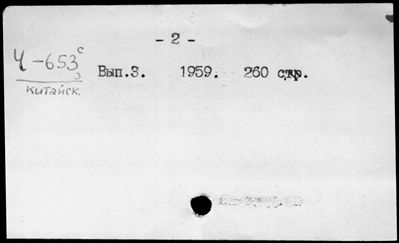 - 2 -
Ч-653 с
3
китайск.
Вып.3. 1959. 260 стр.